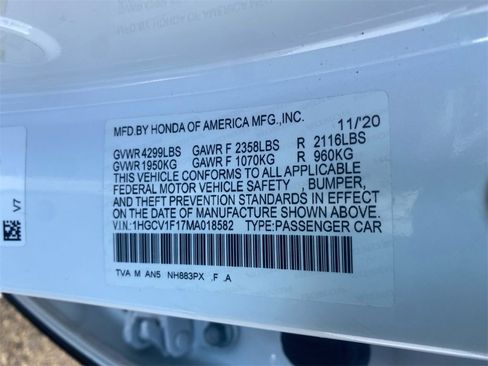 MFD.BY HONDA OF AMERICA MFG.,INC. 11/20
GVWR 4299LBS GAWR F 2358LBS R 2116LBS
GVWR 1950KG GAWR F 1070KG R 960KG
THIS VEHICLE CONFORMS TO ALL APPLICABLE
FEDERAL MOTOR VEHICLE SAFETY , BUMPER,
AND THEFT PREVENTION STANDARDS IN EFFECT
ON THE DATE OF MANUFACTURE SHOWN ABOVE.
V.I.N.:1HGCV1F17MA018582 TYPE:PASSENGER CAR
TVA M AN5 NH883PX .F .A
V7